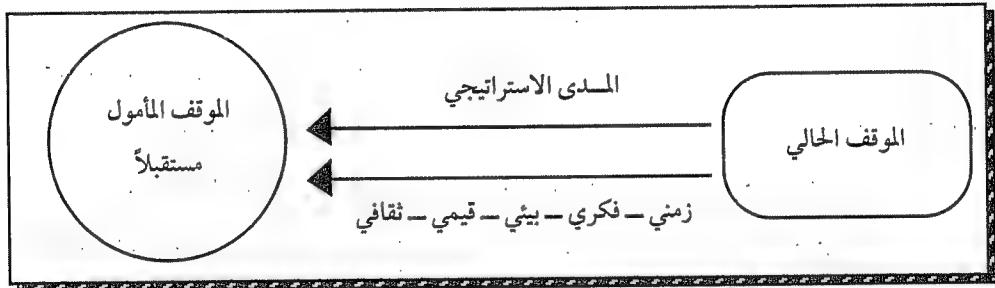 الموقف الحالي
المدى الاستراتيجي
زمني – فكري – بيئي – قيمي – ثقافي
الموقف المأمول
مستقبلاً